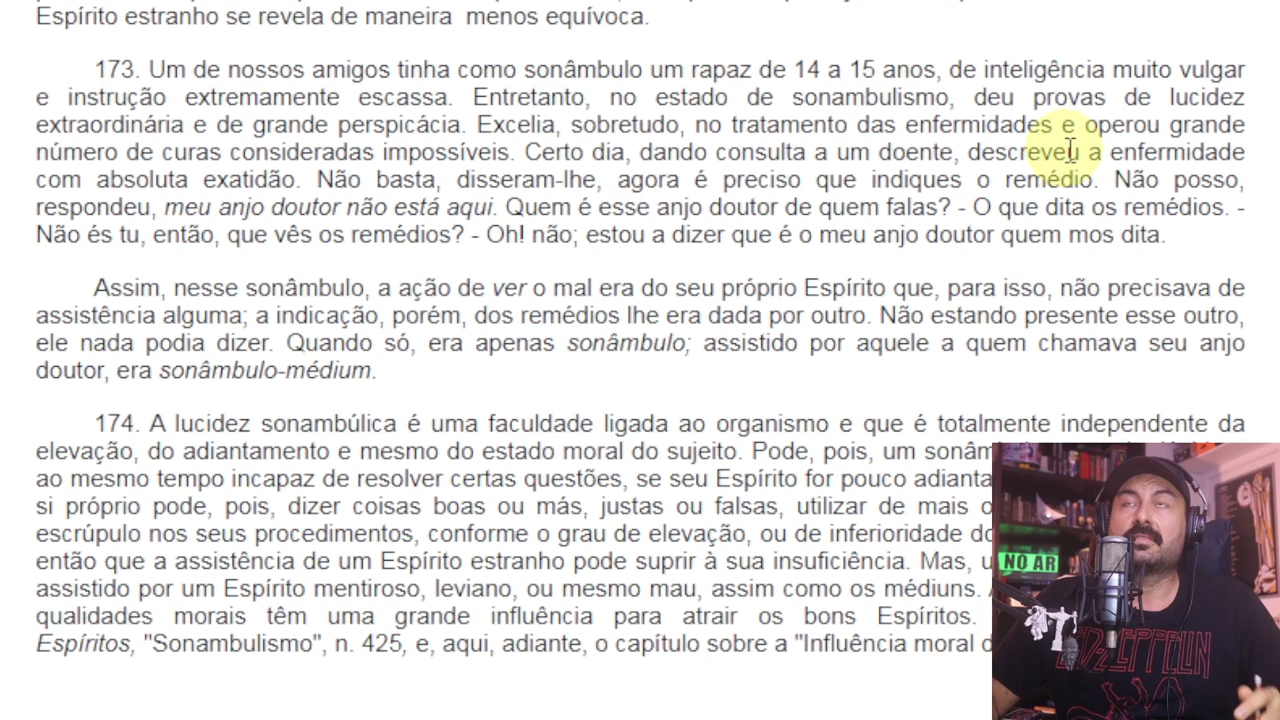 Espírito estranho se revela de maneira  menos equívoca.
173. Um de nossos amigos tinha como sonâmbulo um rapaz de 14 a 15 anos, de inteligência muito vulgar
e instrução extremamente escassa. Entretanto, no estado de sonambulismo, deu provas de lucidez
extraordinária e de grande perspicácia. Excelia, sobretudo, no tratamento das enfermidades e operou grande
número de curas consideradas impossíveis. Certo dia, dando consulta a um doente, descreveu a enfermidade
com absoluta exatidão. Não basta, disseram-lhe, agora é preciso que indiques o remédio. Não posso,
respondeu, meu anjo doutor não está aqui. Quem é esse anjo doutor de quem falas? - O que dita os remédios. -
Não és tu, então, que vês os remédios? - Oh! não; estou a dizer que é o meu anjo doutor quem mos dita.
Assim, nesse sonâmbulo, a ação de ver o mal era do seu próprio Espírito que, para isso, não precisava de
assistência alguma; a indicação, porém, dos remédios lhe era dada por outro. Não estando presente esse outro,
ele nada podia dizer. Quando só, era apenas sonâmbulo; assistido por aquele a quem chamava seu anjo
doutor, era sonâmbulo-médium.
174. A lucidez sonambúlica é uma faculdade ligada ao organismo e que é totalmente independente da
elevação, do adiantamento e mesmo do estado moral do sujeito. Pode, pois, um
ao mesmo tempo incapaz de resolver certas questões, se seu Espírito for pouco
si próprio pode, pois, dizer coisas boas ou más, justas ou falsas, utilizar de mais
escrúpulo nos seus procedimentos, conforme o grau de elevação, ou de inferioridade
então que a assistência de um Espírito estranho pode suprir à sua insuficiência. Mas,
assistido por um Espírito mentiroso, leviano, ou mesmo mau, assim como os médiuns.
qualidades morais têm uma grande influência para atrair os bons Espíritos.
Espíritos, "Sonambulismo", n. 425, e, aqui, adiante, o capítulo sobre a "Influência moral
NO AR
LED ZEPPELIN